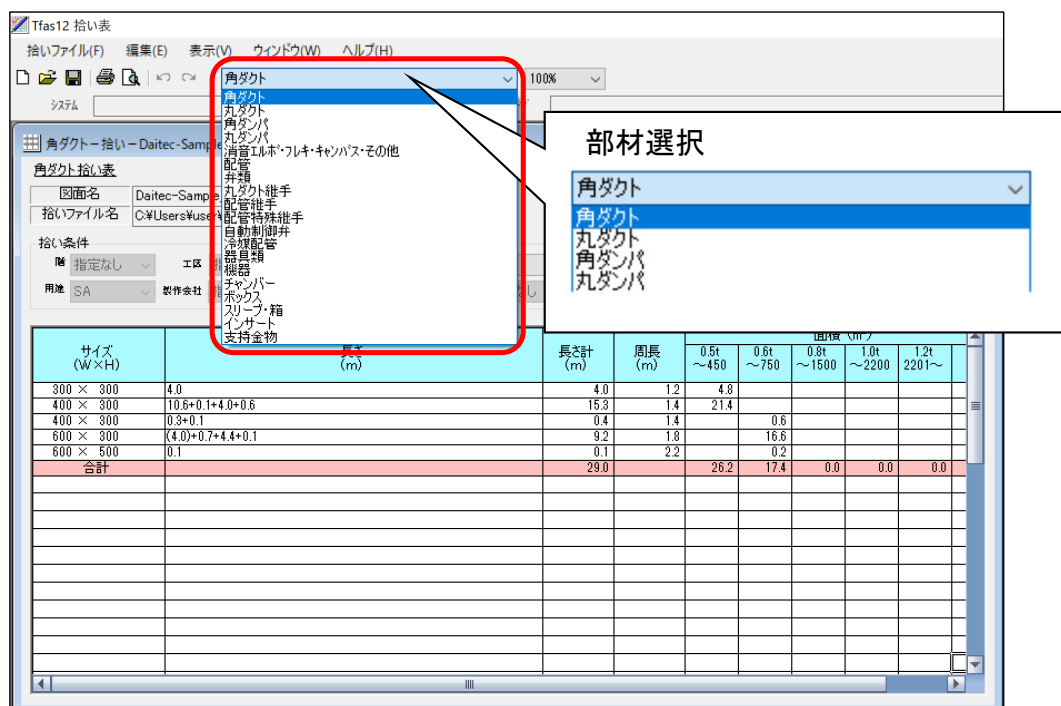 Tfas12 拾い表
拾いファイル(F) 編集(E) 表示(V) ウィンドウ(W) ヘルプ(H)
角ダクト 100%
システム
角ダクト
丸ダクト
角ダンパ
丸ダンパ
消音エルボ・フレキ・キャンバス・その他
配管
弁類
丸ダクト継手
配管継手
配管特殊継手
自動制御弁
冷媒配管
器具類
機器
チャンバー
ボックス
スリーブ・箱
インサート
支持金物
部材選択
角ダクト
角ダクト
丸ダクト
角ダンパ
丸ダンパ
角ダクト－拾い－Daitec-Sample
角ダクト拾い表
図面名 Daitec-Sample
拾いファイル名 C:¥Users¥user¥
拾い条件
階 指定なし 工区
用途 SA 製作会社
サイズ (W×H) 長さ (m) 長さ計 (m) 周長 (m) 面積 (m²)
0.5t ～450 0.6t ～750 0.8t ～1500 1.0t ～2200 1.2t 2201～
300 × 300 4.0 4.0 1.2 4.8
400 × 300 10.6+0.1+4.0+0.6 15.3 1.4 21.4
400 × 300 0.3+0.1 0.4 1.4 0.6
600 × 300 (4.0)+0.7+4.4+0.1 9.2 1.8 16.6
600 × 500 0.1 0.1 2.2 0.2
合計 29.0 26.2 17.4 0.0 0.0 0.0